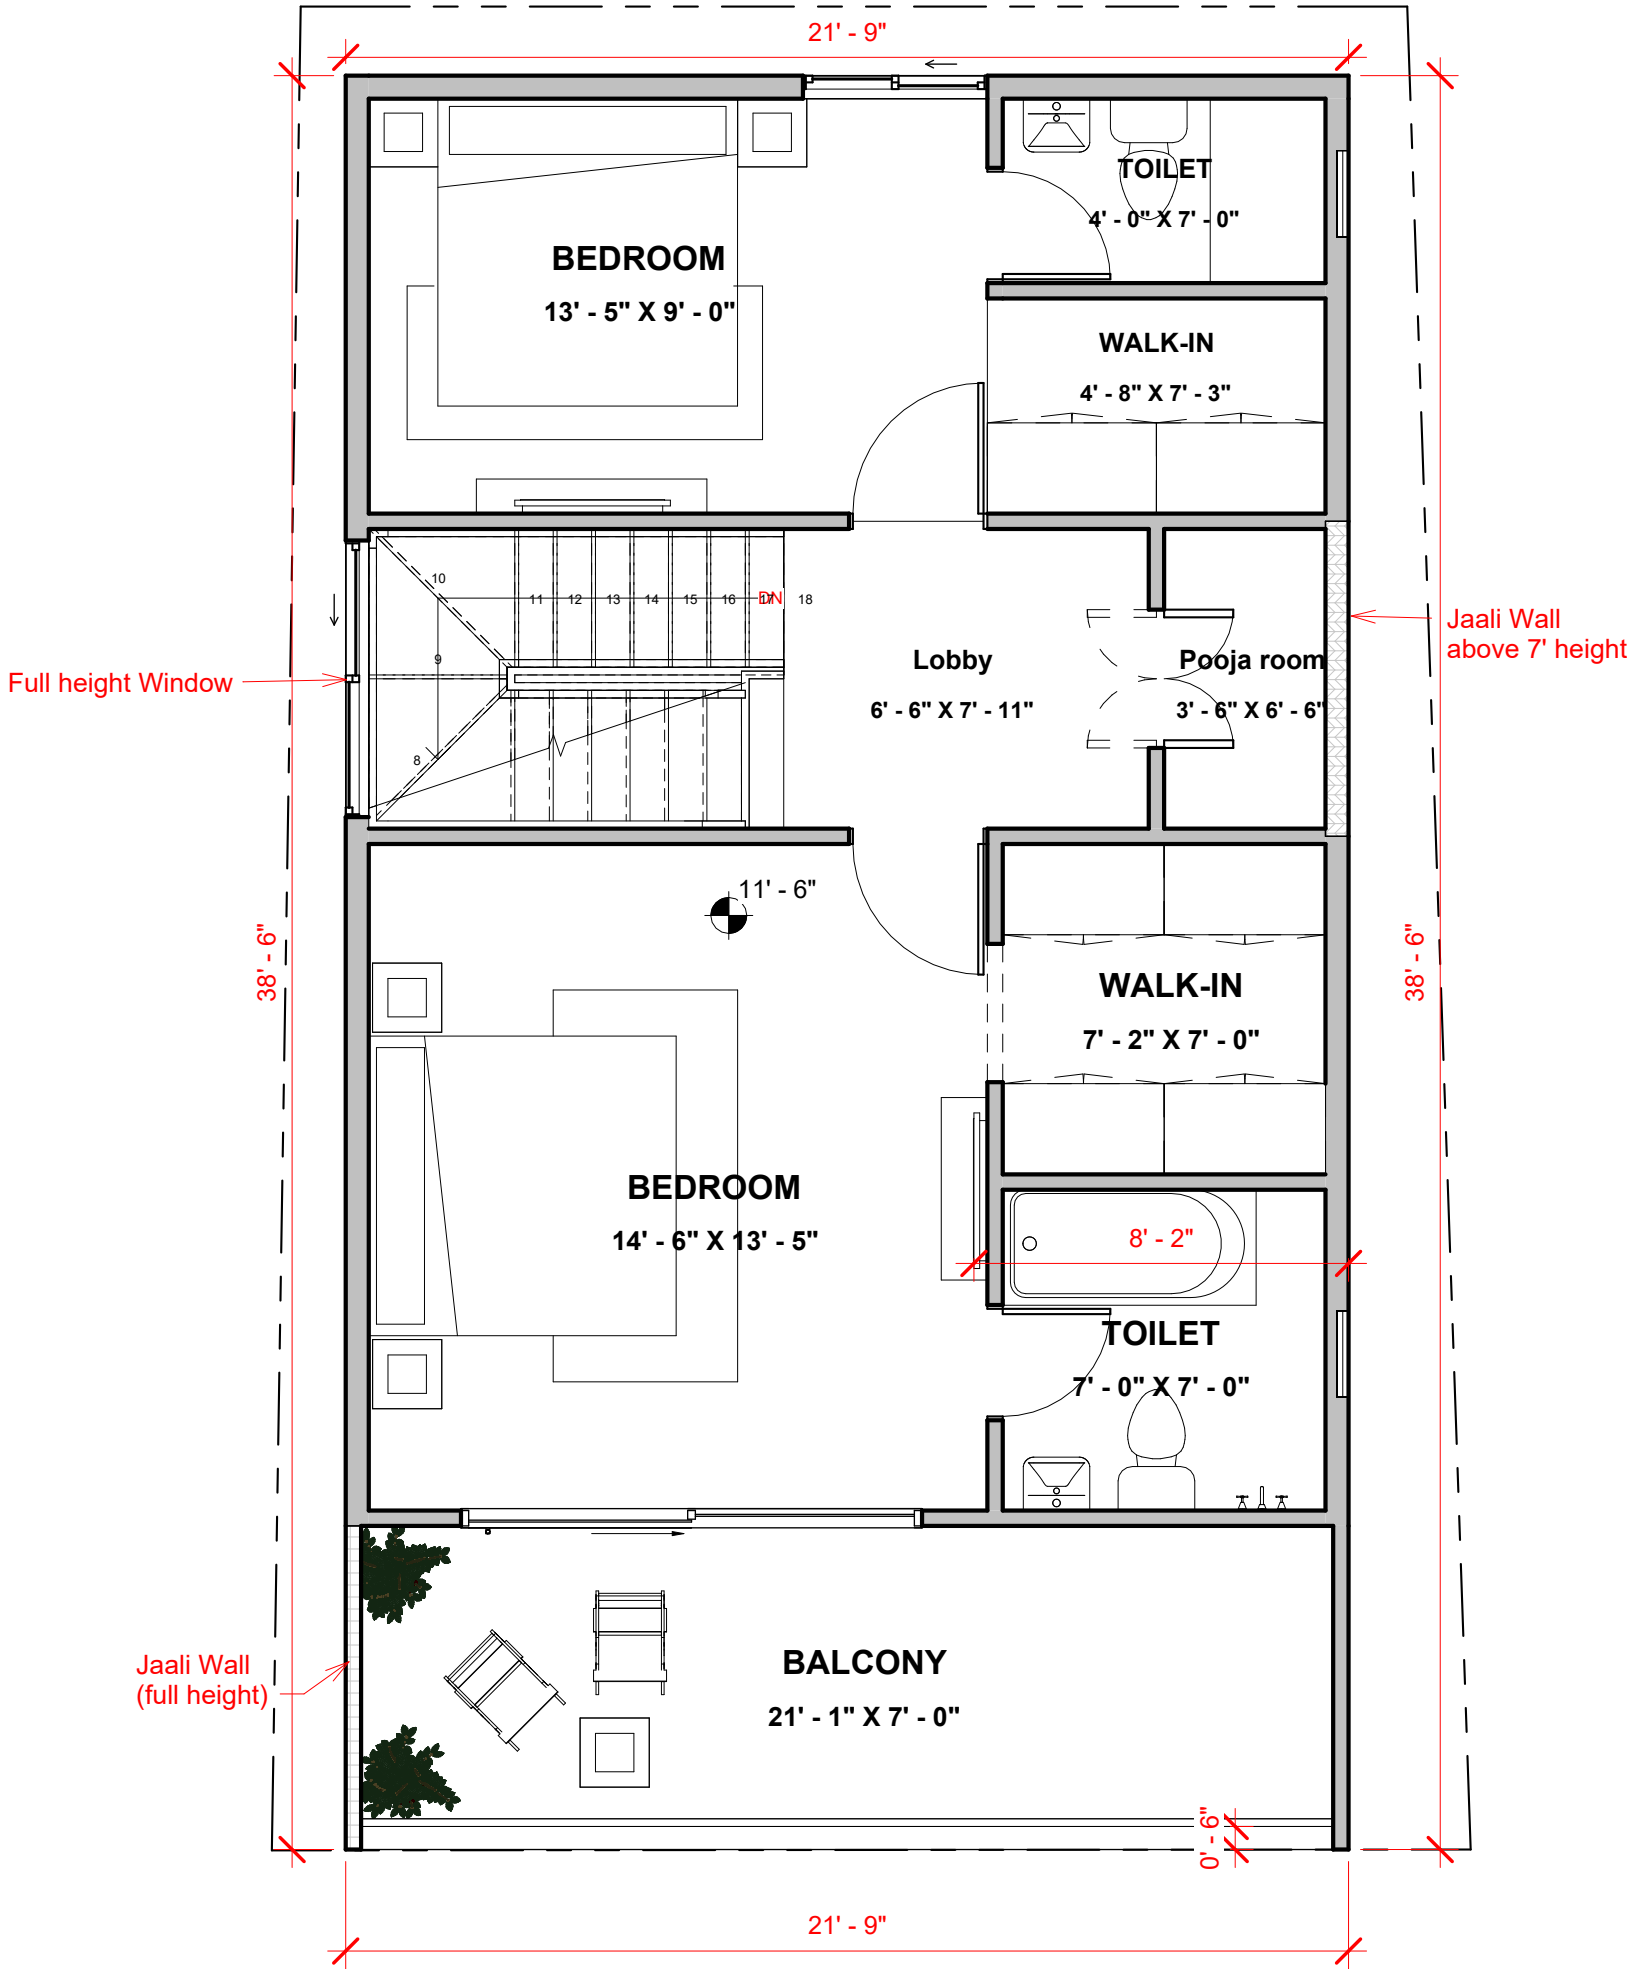 21' - 9"
TOILET
4' - 0" X 7' - 0"
BEDROOM
13' - 5" X 9' - 0"
WALK-IN
4' - 8" X 7' - 3"
10
11
12
13
14
15
16
17
DN
18
9
8
Full height Window
Lobby
6' - 6" X 7' - 11"
Pooja room
3' - 6" X 6' - 6"
Jaali Wall
above 7' height
11' - 6"
38' - 6"
38' - 6"
WALK-IN
7' - 2" X 7' - 0"
BEDROOM
14' - 6" X 13' - 5"
8' - 2"
TOILET
7' - 0" X 7' - 0"
Jaali Wall
(full height)
BALCONY
21' - 1" X 7' - 0"
0' - 6"
21' - 9"